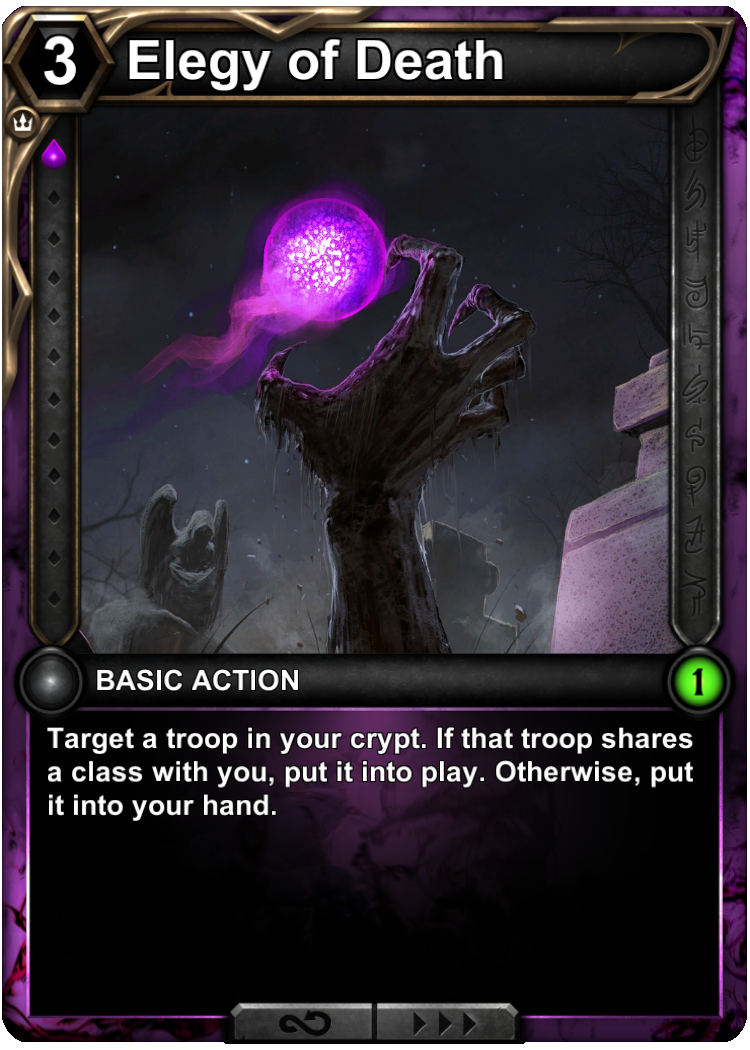 3
Elegy of Death
BASIC ACTION
1
Target a troop in your crypt. If that troop shares
a class with you, put it into play. Otherwise, put
it into your hand.